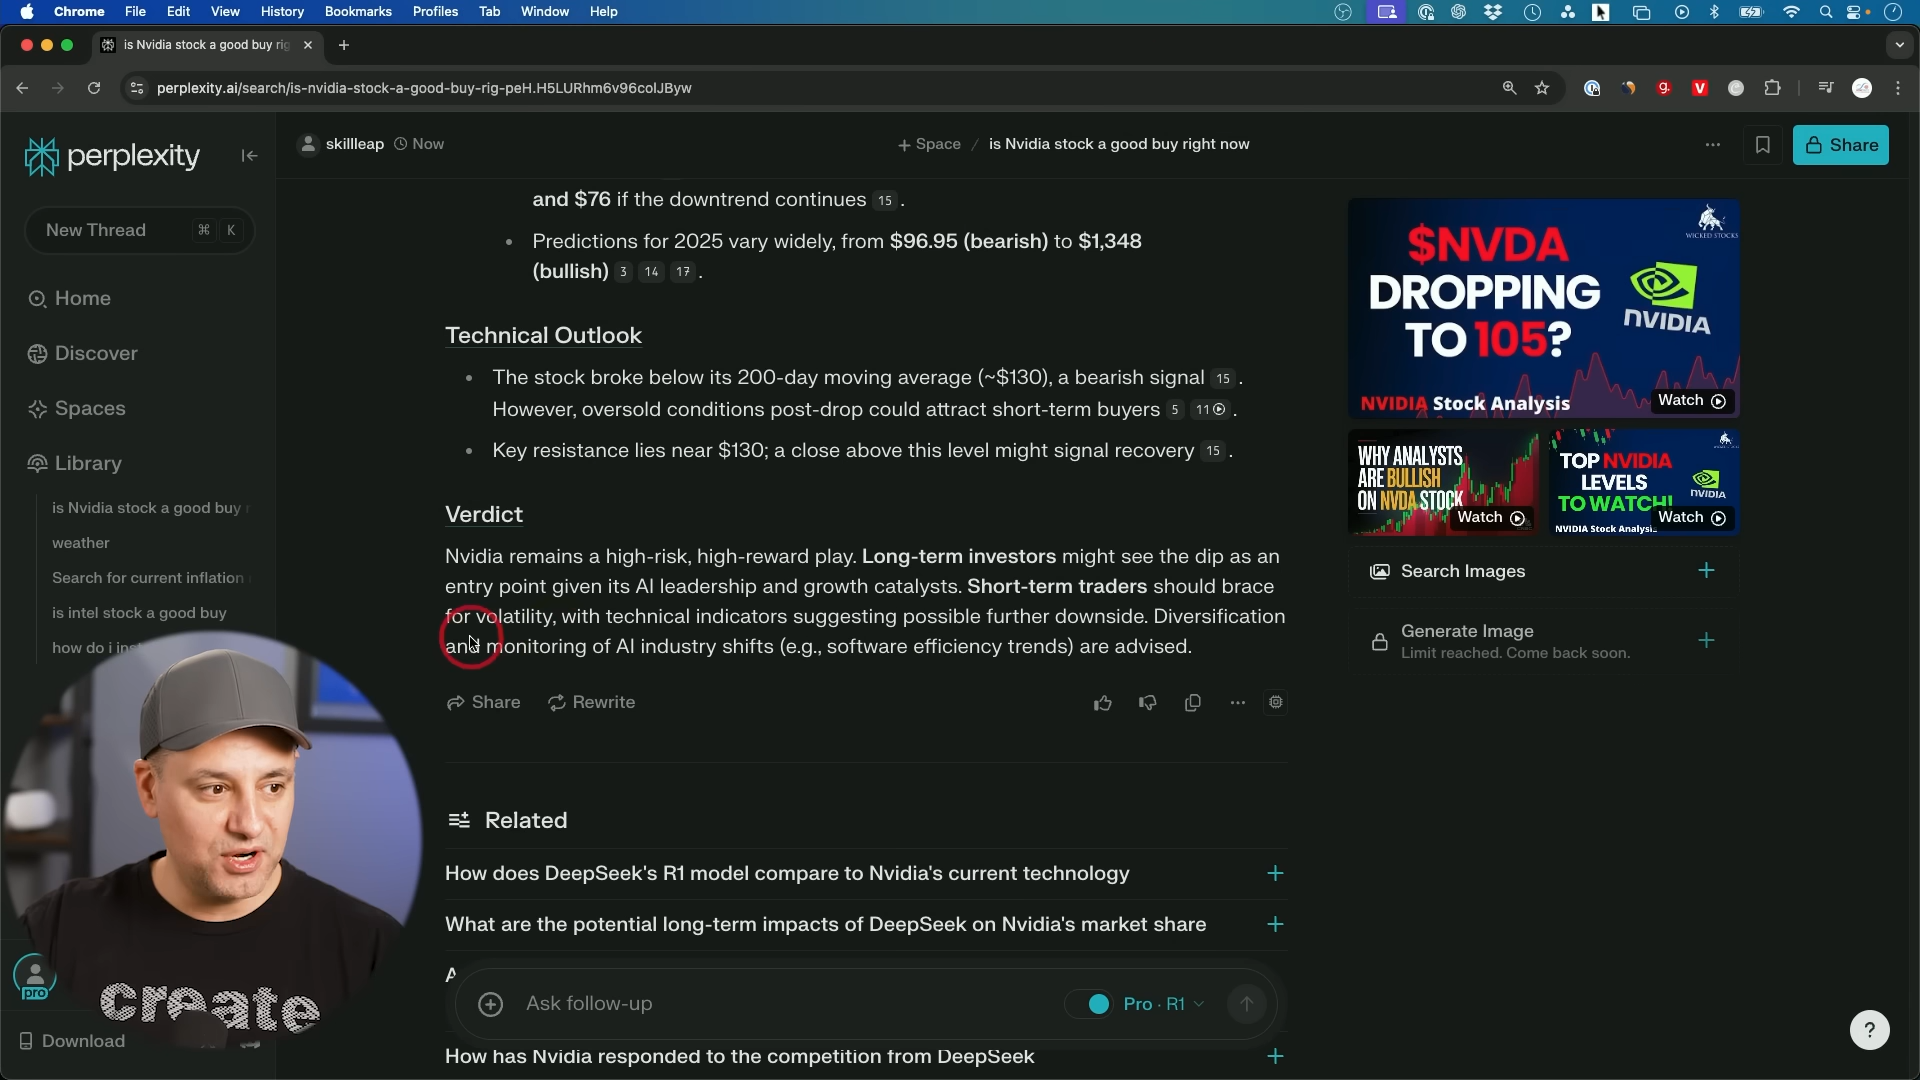 Chrome File Edit View History Bookmarks Profiles Tab Window Help
is Nvidia stock a good buy rig
perplexity.ai/search/is-nvidia-stock-a-good-buy-rig-peH.H5LURhm6v96colJByw
perplexity
New Thread ⌘ K
Home
Discover
Spaces
Library
is Nvidia stock a good buy
weather
Search for current inflation
is intel stock a good buy
how do i
pro
Download
skillleap Now
+ Space / is Nvidia stock a good buy right now
Share
and $76 if the downtrend continues 15 .
• Predictions for 2025 vary widely, from $96.95 (bearish) to $1,348
(bullish) 3 14 17 .
Technical Outlook
• The stock broke below its 200-day moving average (~$130), a bearish signal 15 .
However, oversold conditions post-drop could attract short-term buyers 5 11 .
• Key resistance lies near $130; a close above this level might signal recovery 15 .
Verdict
Nvidia remains a high-risk, high-reward play. Long-term investors might see the dip as an
entry point given its AI leadership and growth catalysts. Short-term traders should brace
for volatility, with technical indicators suggesting possible further downside. Diversification
and monitoring of AI industry shifts (e.g., software efficiency trends) are advised.
Share Rewrite
Related
How does DeepSeek's R1 model compare to Nvidia's current technology
What are the potential long-term impacts of DeepSeek on Nvidia's market share
Ask follow-up
Pro · R1
How has Nvidia responded to the competition from DeepSeek
WICKED STOCKS
$NVDA
DROPPING
TO 105?
NVIDIA
NVIDIA Stock Analysis
Watch
WHY ANALYSTS
ARE BULLISH
ON NVDA STOCK
Watch
TOP NVIDIA
LEVELS
TO WATCH!
NVIDIA
NVIDIA Stock Analysis
Watch
Search Images
Generate Image
Limit reached. Come back soon.
?
create